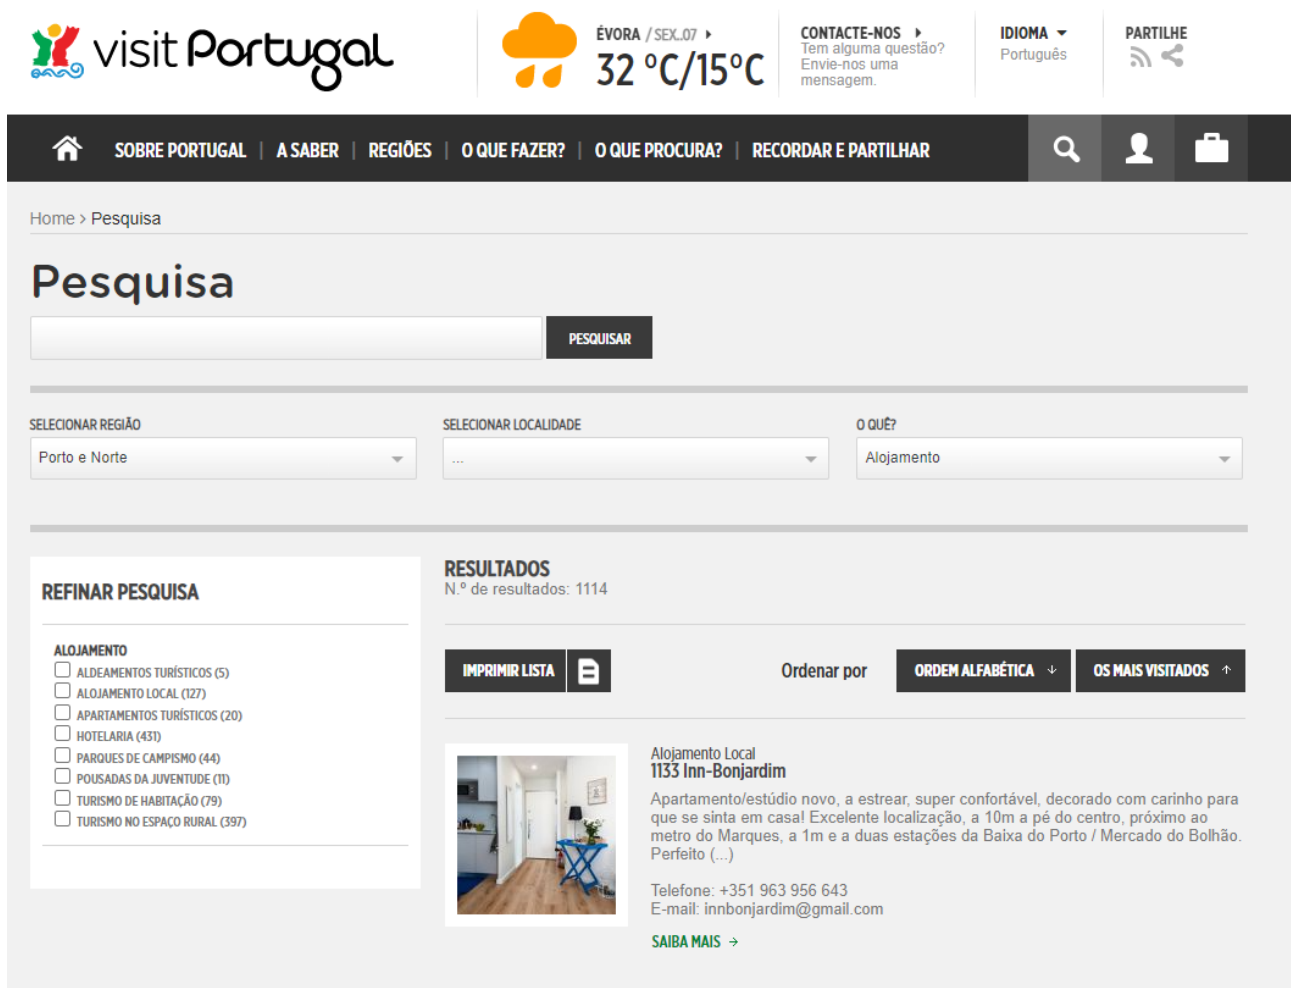 visit Portugal
ÉVORA / SEX..07
32 °C/15°C
CONTACTE-NOS
Tem alguma questão?
Envie-nos uma
mensagem.
IDIOMA
Português
PARTILHE
SOBRE PORTUGAL | A SABER | REGIÕES | O QUE FAZER? | O QUE PROCURA? | RECORDAR E PARTILHAR
Home > Pesquisa
Pesquisa
PESQUISAR
SELECIONAR REGIÃO
Porto e Norte
SELECIONAR LOCALIDADE
...
O QUÊ?
Alojamento
REFINAR PESQUISA
ALOJAMENTO
ALDEAMENTOS TURÍSTICOS (5)
ALOJAMENTO LOCAL (127)
APARTAMENTOS TURÍSTICOS (20)
HOTELARIA (431)
PARQUES DE CAMPISMO (44)
POUSADAS DA JUVENTUDE (11)
TURISMO DE HABITAÇÃO (79)
TURISMO NO ESPAÇO RURAL (397)
RESULTADOS
N.º de resultados: 1114
IMPRIMIR LISTA
Ordenar por
ORDEM ALFABÉTICA ↓
OS MAIS VISITADOS ↑
Alojamento Local
1133 Inn-Bonjardim
Apartamento/estúdio novo, a estrear, super confortável, decorado com carinho para
que se sinta em casa! Excelente localização, a 10m a pé do centro, próximo ao
metro do Marques, a 1m e a duas estações da Baixa do Porto / Mercado do Bolhão.
Perfeito (...)
Telefone: +351 963 956 643
E-mail: innbonjardim@gmail.com
SAIBA MAIS →